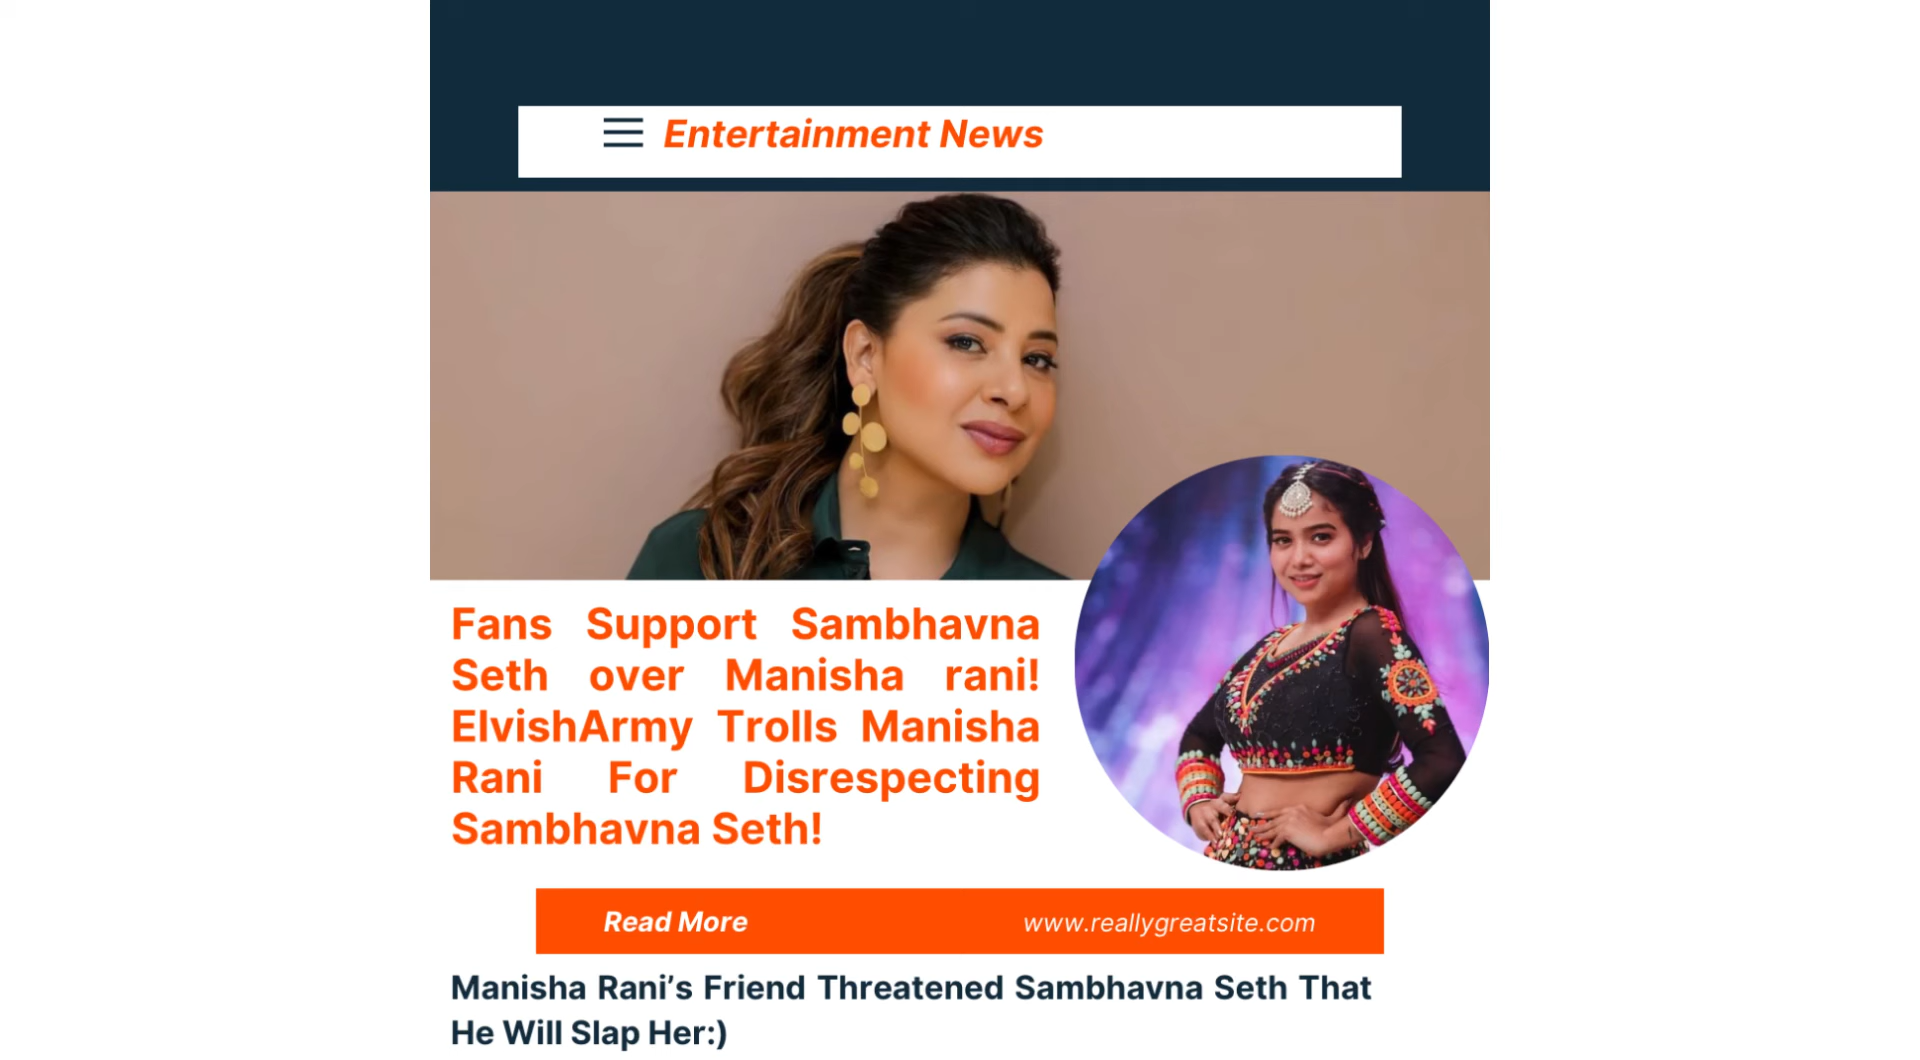 Entertainment News
Fans Support Sambhavna
Seth over Manisha rani!
ElvishArmy Trolls Manisha
Rani For Disrespecting
Sambhavna Seth!
Read More www.reallygreatsite.com
Manisha Rani’s Friend Threatened Sambhavna Seth That
He Will Slap Her:)